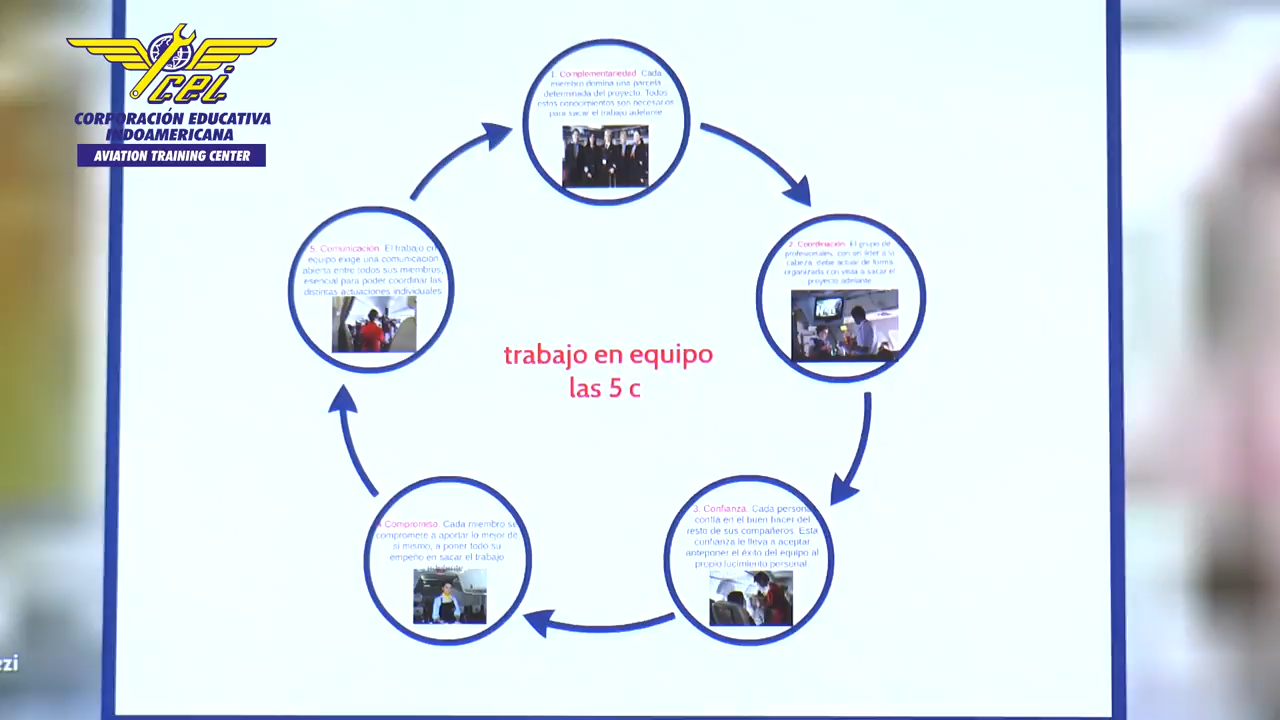 cei
CORPORACIÓN EDUCATIVA
INDOAMERICANA
AVIATION TRAINING CENTER
1. Complementariedad. Cada
miembro domina una parcela
determinada del proyecto. Todos
estos conocimientos son necesarios
para sacar el trabajo adelante
2. Coordinación. El grupo de
profesionales, con un líder a la
cabeza, debe actuar de forma
organizada con vista a sacar el
proyecto adelante.
3. Confianza. Cada persona
confía en el buen hacer del
resto de sus compañeros. Esta
confianza le lleva a aceptar
anteponer el éxito del equipo al
propio lucimiento personal.
4 Compromiso. Cada miembro se
compromete a aportar lo mejor de
si mismo, a poner todo su
empeño en sacar el trabajo
5. Comunicación. El trabajo en
equipo exige una comunicación
abierta entre todos sus miembros,
esencial para poder coordinar las
distintas actuaciones individuales.
trabajo en equipo
las 5 c
ezi